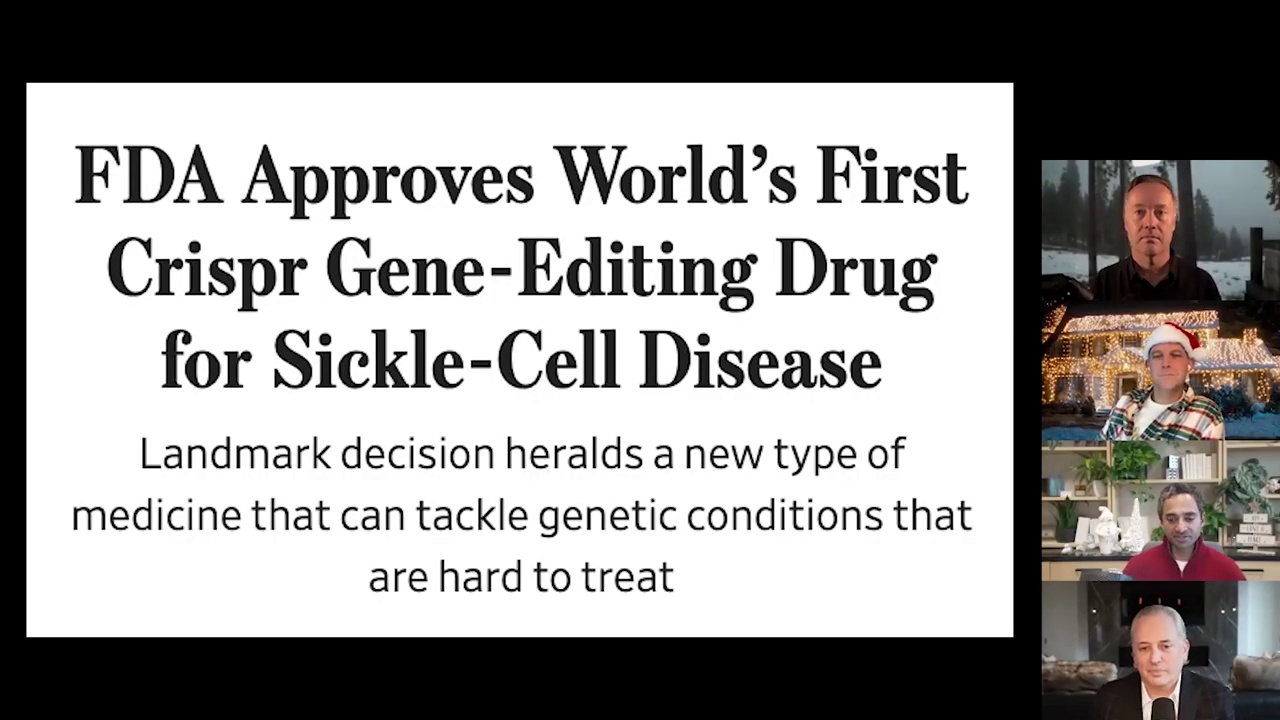 FDA Approves World’s First
Crispr Gene-Editing Drug
for Sickle-Cell Disease
Landmark decision heralds a new type of
medicine that can tackle genetic conditions that
are hard to treat